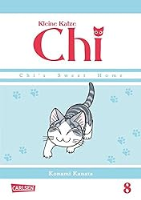 Kleine Katze
Chi
Chi's Sweet Home
Kanata Konami
CARLSEN
8